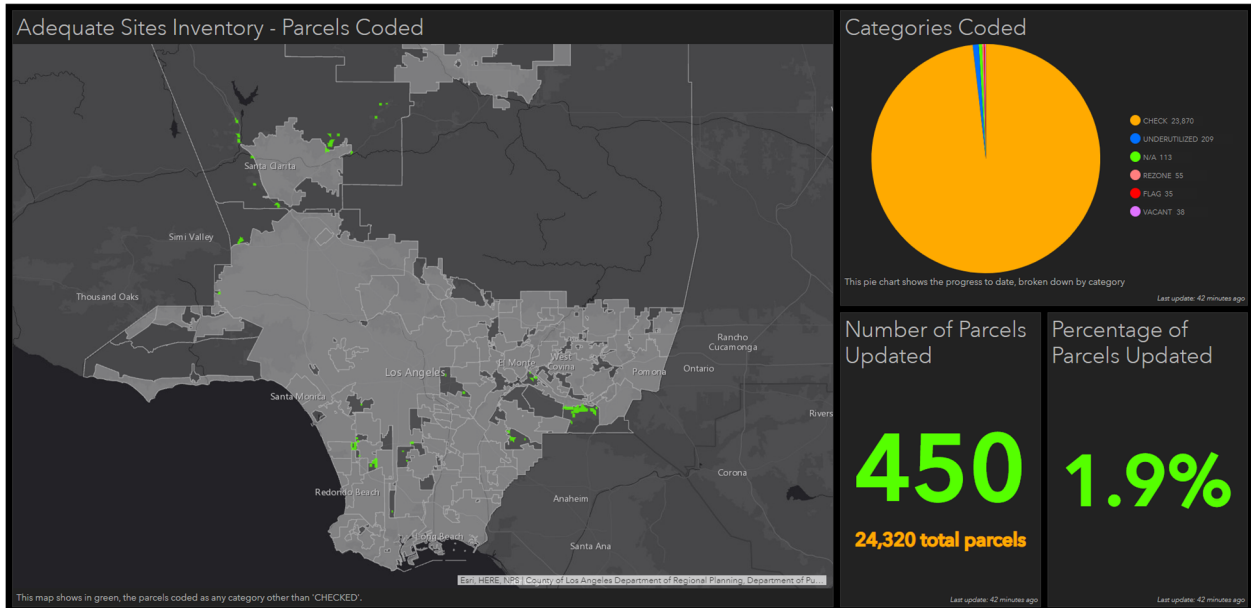 Adequate Sites Inventory - Parcels Coded
Santa Clarita
Simi Valley
Thousand Oaks
Rancho
Cucamonga
El Monte
West
Covina
Pomona
Ontario
Los Angeles
Santa Monica
Rivers
Corona
Redondo Beach
Anaheim
Long Beach
Santa Ana
Esri, HERE, NPS | County of Los Angeles Department of Regional Planning, Department of Pu...
This map shows in green, the parcels coded as any category other than 'CHECKED'.
Categories Coded
CHECK 23,870
UNDERUTILIZED 209
N/A 113
REZONE 55
FLAG 35
VACANT 38
This pie chart shows the progress to date, broken down by category
Last update: 42 minutes ago
Number of Parcels
Updated
450
24,320 total parcels
Last update: 42 minutes ago
Percentage of
Parcels Updated
1.9%
Last update: 42 minutes ago